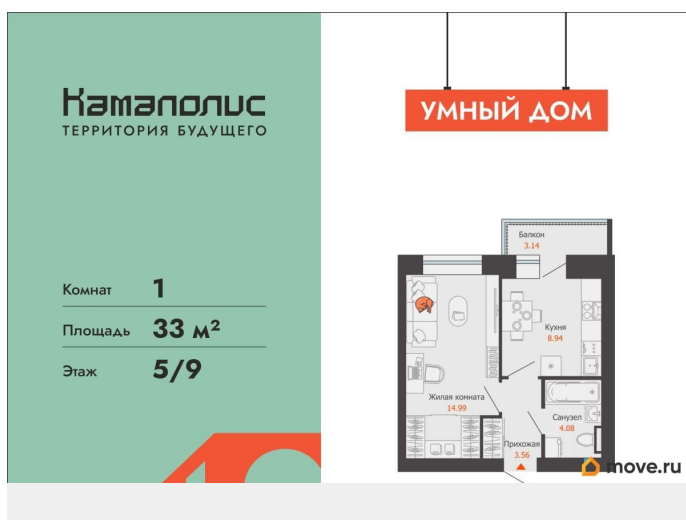 Камаполис
ТЕРРИТОРИЯ БУДУЩЕГО
Комнат 1
Площадь 33 м²
Этаж 5/9
УМНЫЙ ДОМ
Балкон
3.14
Кухня
8.94
Жилая комната
14.99
Санузел
4.08
Прихожая
3.56
move.ru